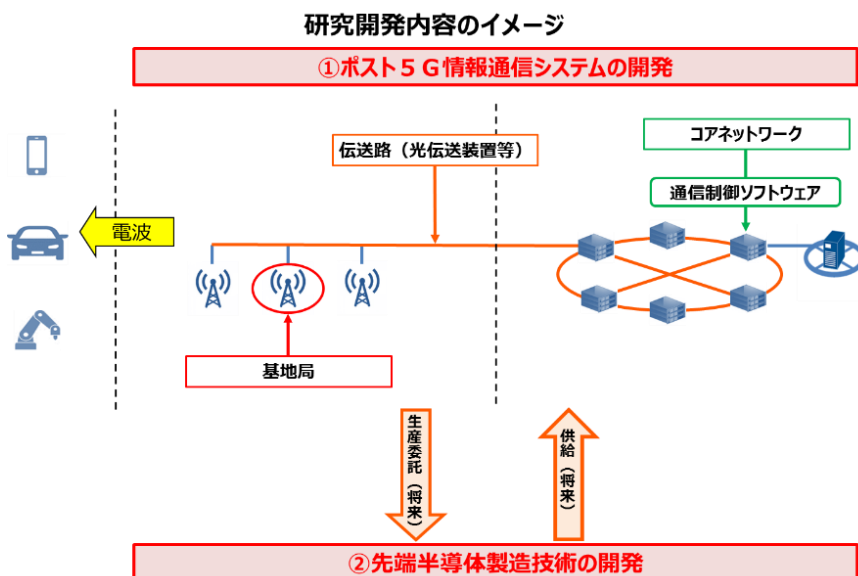 研究開発内容のイメージ
①ポスト５Ｇ情報通信システムの開発
伝送路（光伝送装置等）
コアネットワーク
通信制御ソフトウェア
電波
基地局
生産委託（将来）
供給（将来）
②先端半導体製造技術の開発